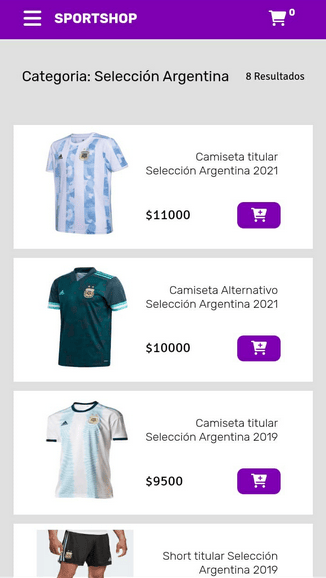 SPORTSHOP
0
Categoria: Selección Argentina
8 Resultados
Camiseta titular
Selección Argentina 2021
$11000
Camiseta Alternativo
Selección Argentina 2021
$10000
Camiseta titular
Selección Argentina 2019
$9500
Short titular Selección
Argentina 2019